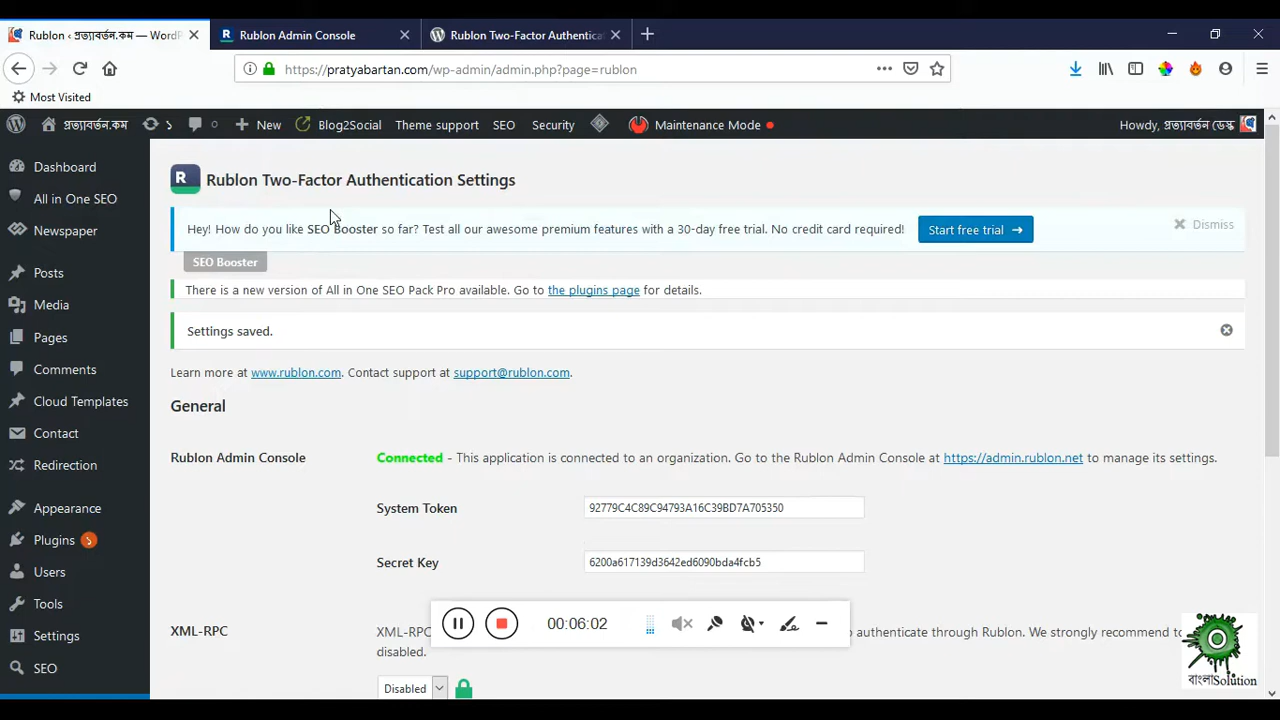 Rublon ‹ প্রত্যাবর্তন.কম — WordPr
Rublon Admin Console
Rublon Two-Factor Authentica
https://pratyabartan.com/wp-admin/admin.php?page=rublon
Most Visited
প্রত্যাবর্তন.কম
১
০
New
Blog2Social
Theme support
SEO
Security
Maintenance Mode
Howdy, প্রত্যাবর্তন ডেস্ক
Dashboard
All in One SEO
Newspaper
Posts
Media
Pages
Comments
Cloud Templates
Contact
Redirection
Appearance
Plugins ১
Users
Tools
Settings
SEO
R Rublon Two-Factor Authentication Settings
Hey! How do you like SEO Booster so far? Test all our awesome premium features with a 30-day free trial. No credit card required!
Start free trial →
Dismiss
SEO Booster
There is a new version of All in One SEO Pack Pro available. Go to the plugins page for details.
Settings saved.
Learn more at www.rublon.com. Contact support at support@rublon.com.
General
Rublon Admin Console
Connected - This application is connected to an organization. Go to the Rublon Admin Console at https://admin.rublon.net to manage its settings.
System Token
92779C4C89C94793A16C39BD7A705350
Secret Key
6200a617139d3642ed6090bda4fcb5
00:06:02
XML-RPC
XML-RPC
o authenticate through Rublon. We strongly recommend to
disabled.
Disabled
বাংলাSolution